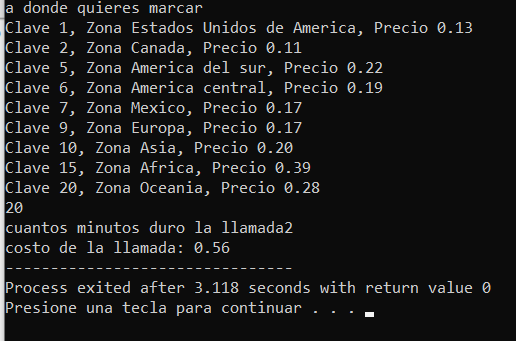 a donde quieres marcar
Clave 1, Zona Estados Unidos de America, Precio 0.13
Clave 2, Zona Canada, Precio 0.11
Clave 5, Zona America del sur, Precio 0.22
Clave 6, Zona America central, Precio 0.19
Clave 7, Zona Mexico, Precio 0.17
Clave 9, Zona Europa, Precio 0.17
Clave 10, Zona Asia, Precio 0.20
Clave 15, Zona Africa, Precio 0.39
Clave 20, Zona Oceania, Precio 0.28
20
cuantos minutos duro la llamada2
costo de la llamada: 0.56
--------------------------------
Process exited after 3.118 seconds with return value 0
Presione una tecla para continuar . . .